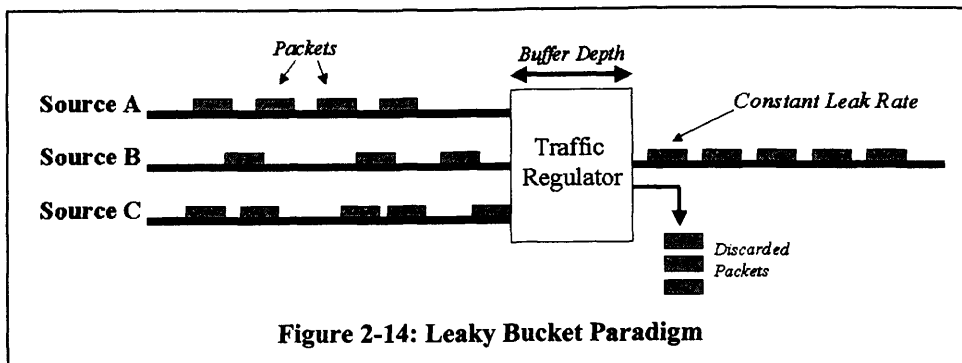 Packets
Buffer Depth
Source A
Constant Leak Rate
Source B
Traffic
Regulator
Source C
Discarded
Packets
Figure 2-14: Leaky Bucket Paradigm